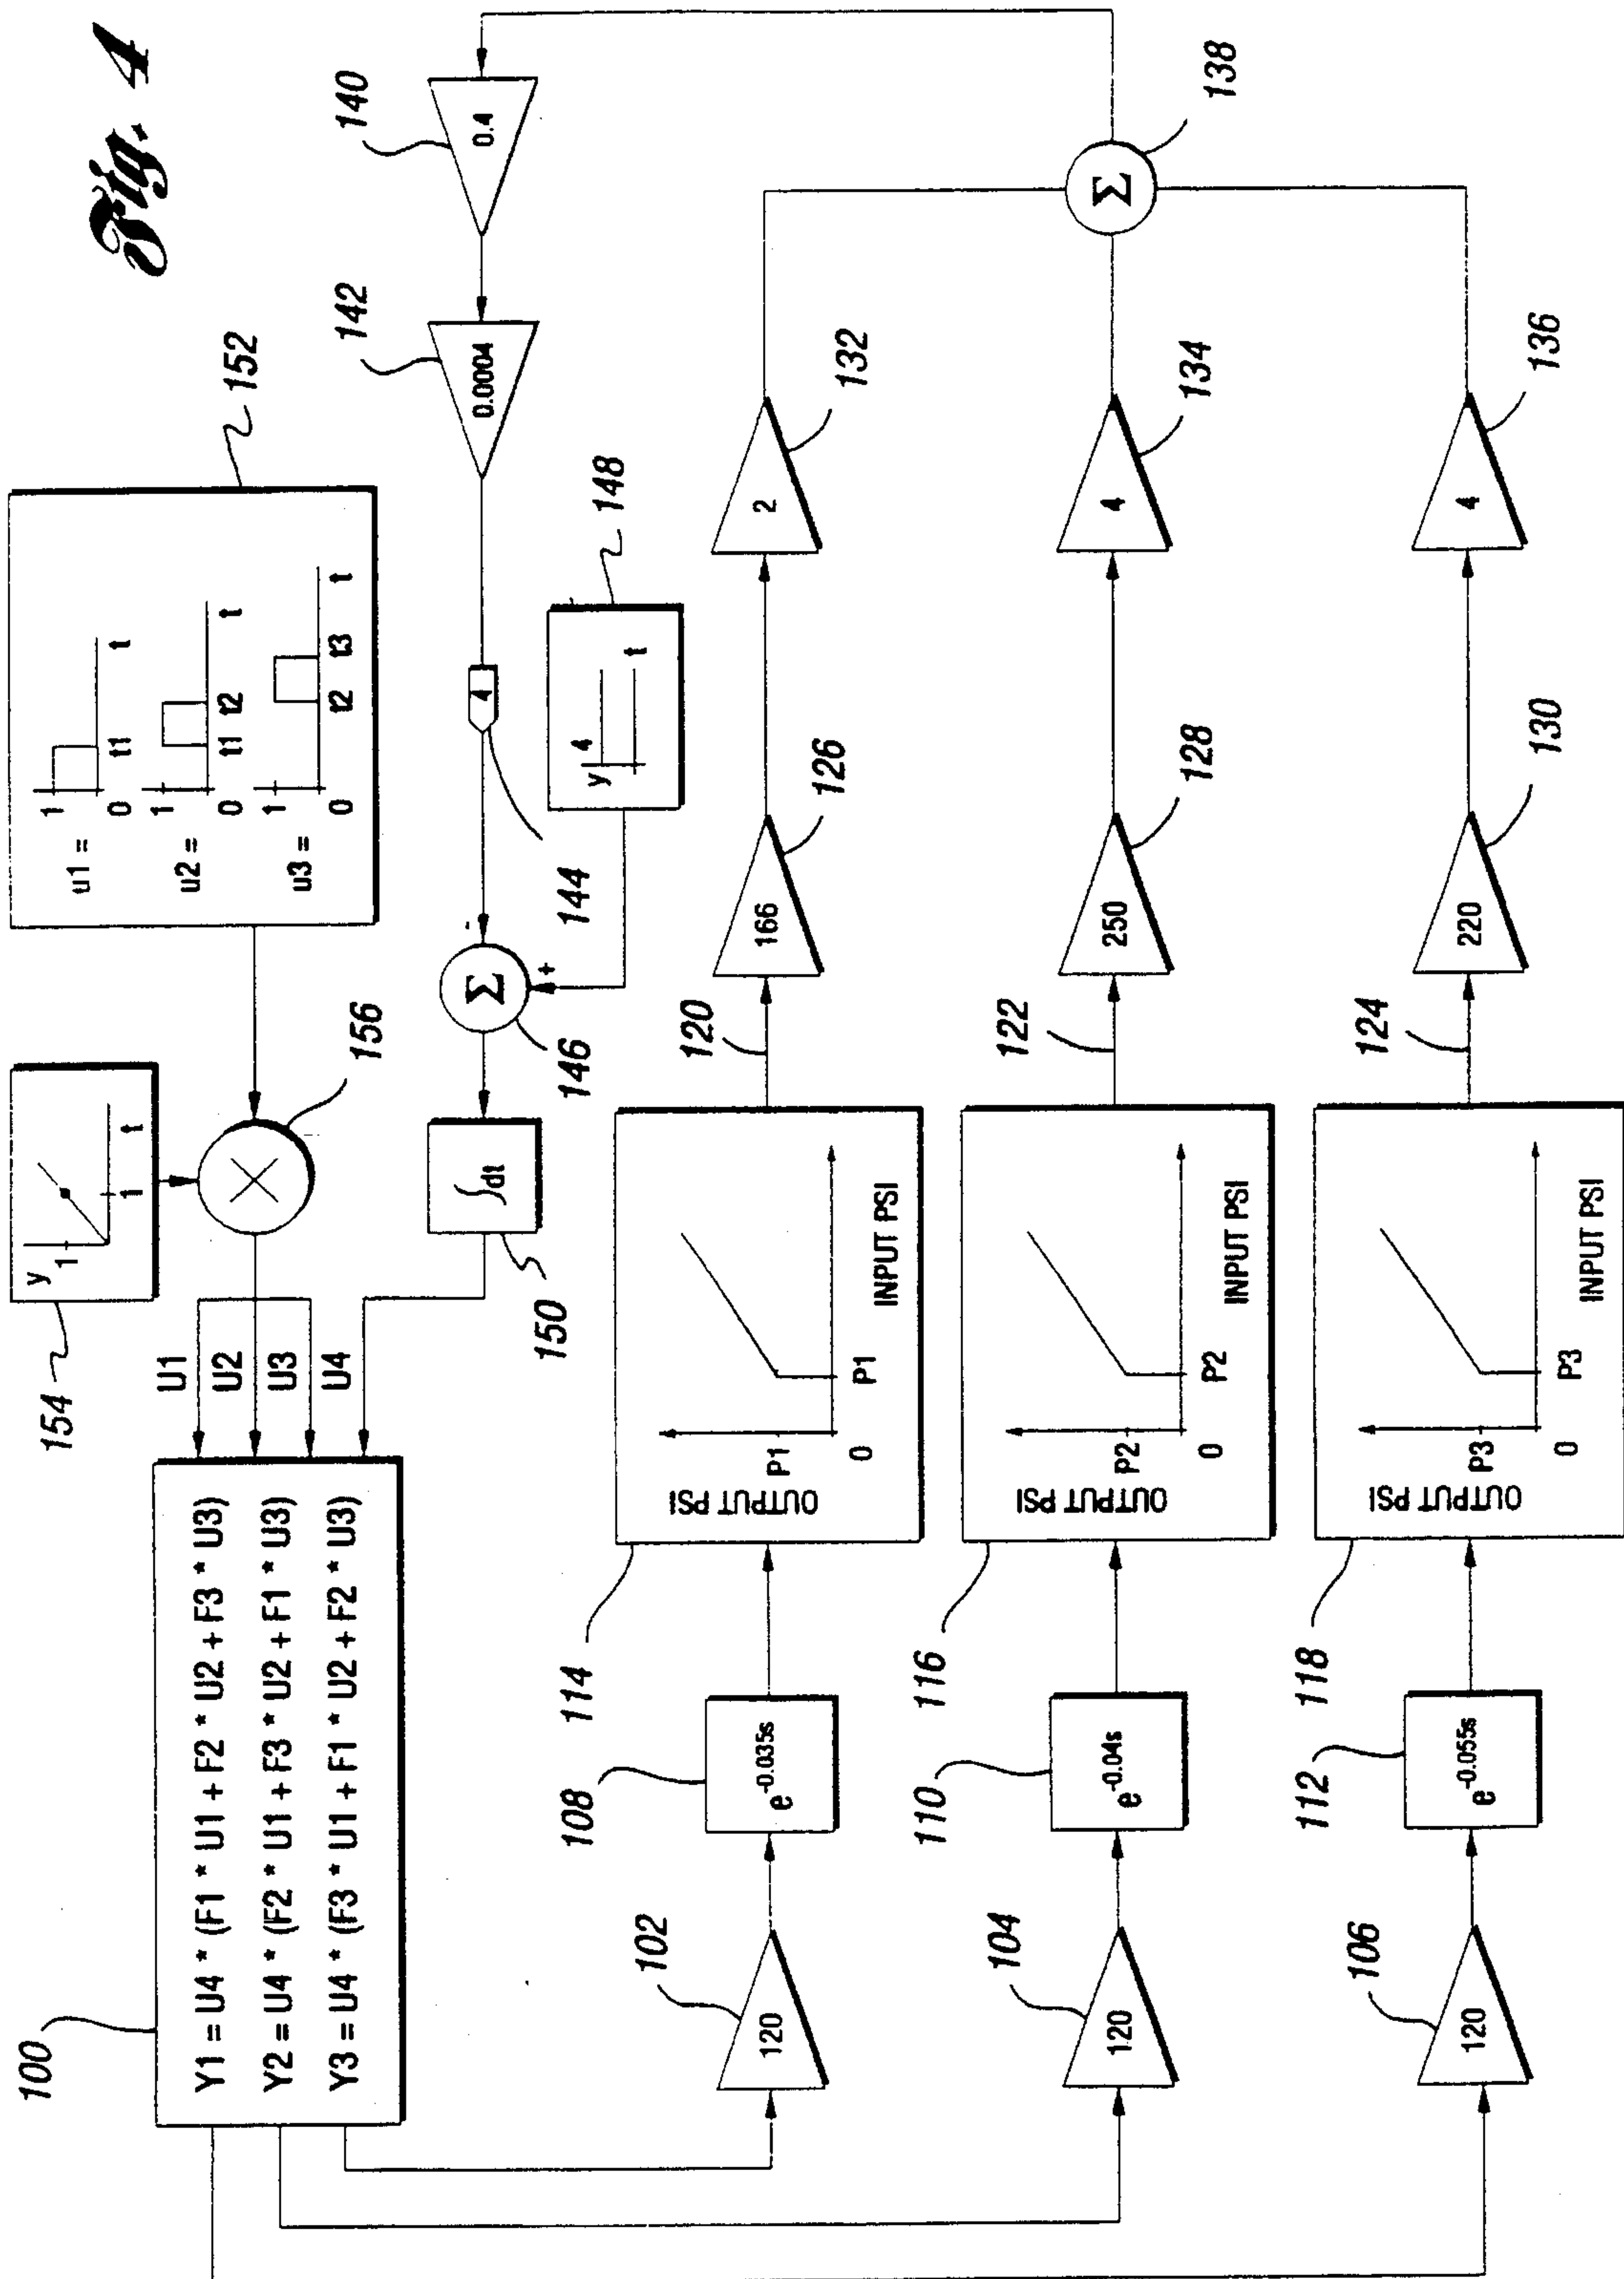 Fig. 4
100
Y1 = U4 * (F1 * U1 + F2 * U2 + F3 * U3)
Y2 = U4 * (F2 * U1 + F3 * U2 + F1 * U3)
Y3 = U4 * (F3 * U1 + F1 * U2 + F2 * U3)
U1
U2
U3
U4
154
y
1
1
t
156
152
u1 =
1
0
t1
t
u2 =
1
0
t1
t2
t
u3 =
1
0
t2
t3
t
150
∫dt
146
Σ
-
+
144
4
148
y
4
t
142
0.0004
140
0.4
102
120
108
e-0.035s
114
OUTPUT PSI
P1
0
P1
INPUT PSI
120
126
166
132
2
104
120
110
e-0.04s
116
OUTPUT PSI
P2
0
P2
INPUT PSI
122
128
250
134
4
138
Σ
106
120
112
e-0.055s
118
OUTPUT PSI
P3
0
P3
INPUT PSI
124
130
220
136
4